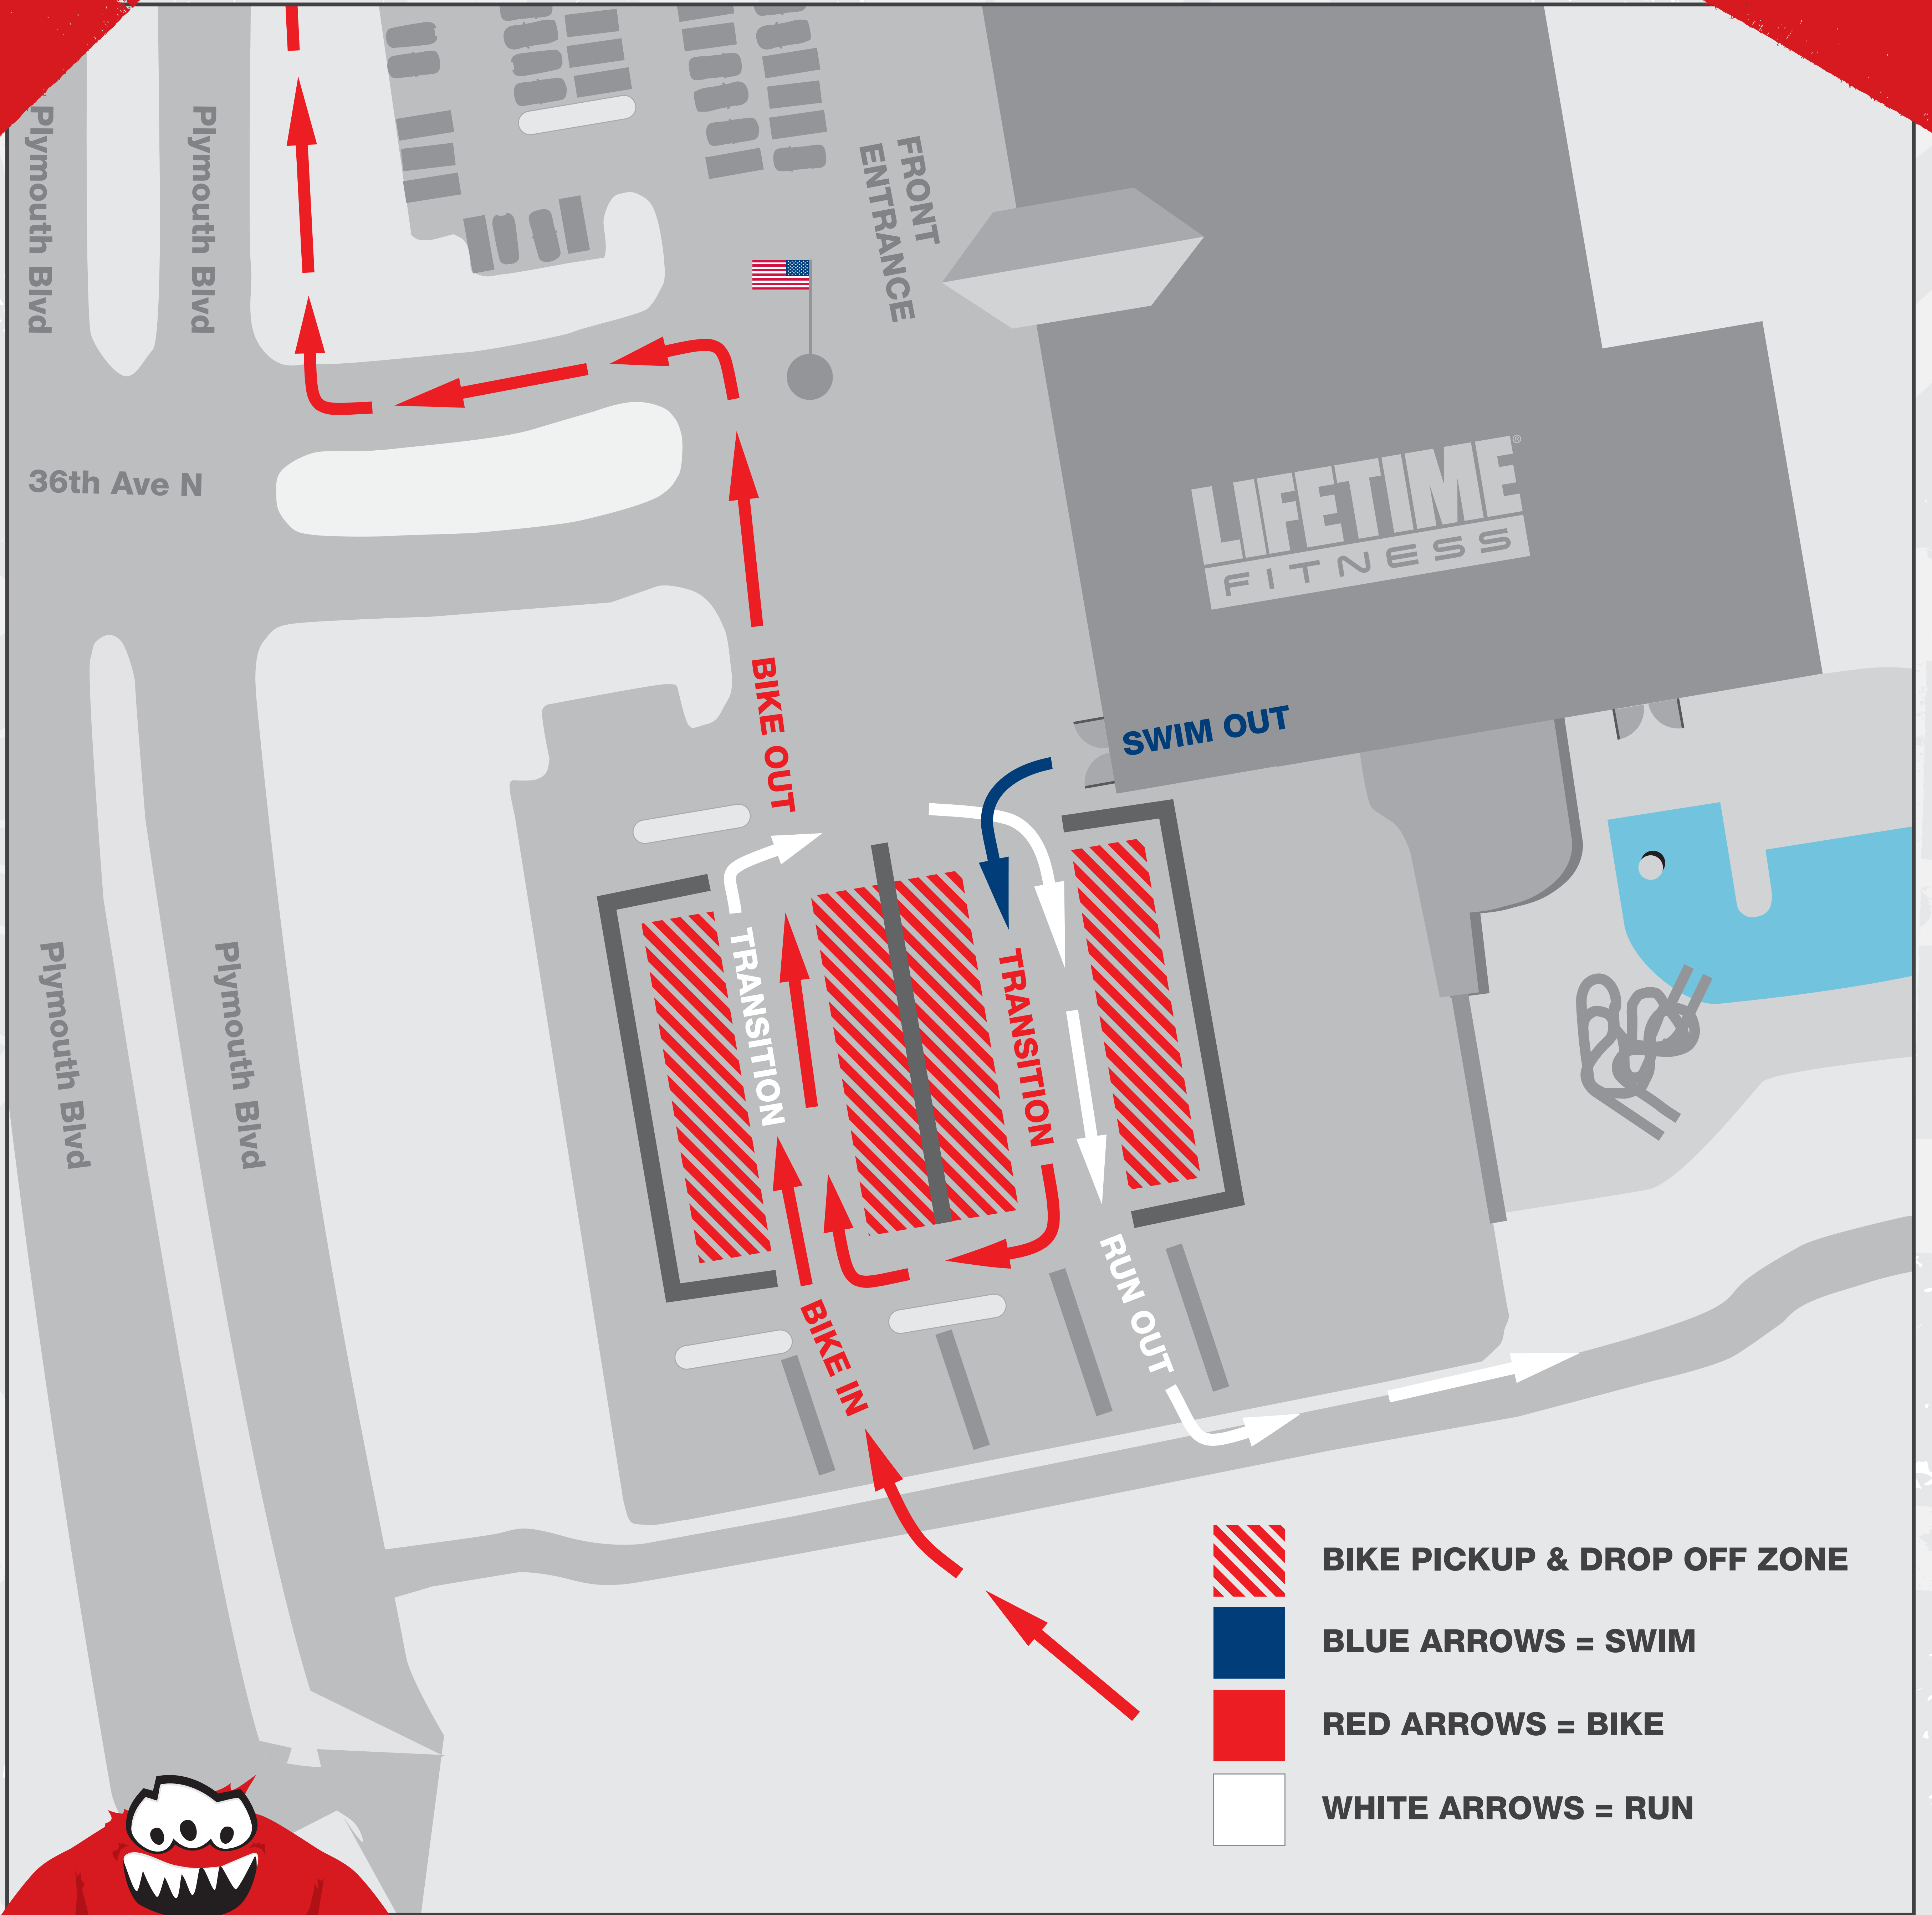 Plymouth Blvd
Plymouth Blvd
FRONT
ENTRANCE
36th Ave N
LIFETIME®
FITNESS
BIKE OUT
SWIM OUT
TRANSITION
TRANSITION
Plymouth Blvd
Plymouth Blvd
BIKE IN
RUN OUT
BIKE PICKUP & DROP OFF ZONE
BLUE ARROWS = SWIM
RED ARROWS = BIKE
WHITE ARROWS = RUN